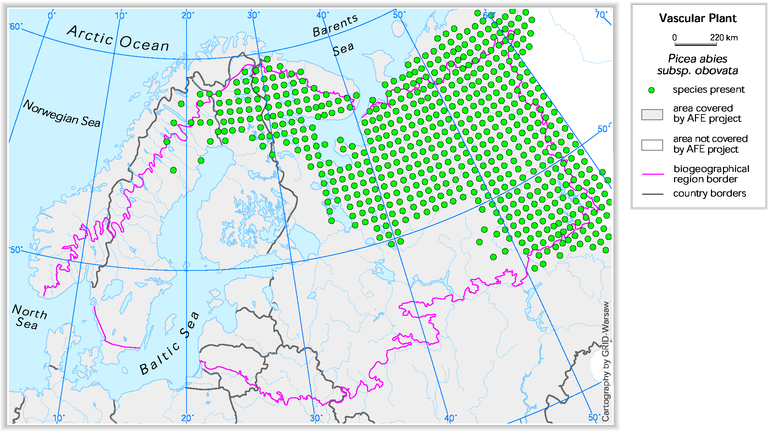 0°
10°
20°
30°
40°
50°
60°
70°
60°
Arctic Ocean
Barents
Sea
Norwegian Sea
50°
50°
North
Sea
Baltic Sea
10°
20°
30°
40°
50°
Cartography by GRID-Warsaw
Vascular Plant
0 220 km
Picea abies
subsp. obovata
species present
area covered
by AFE project
area not covered
by AFE project
biogeographical
region border
country borders